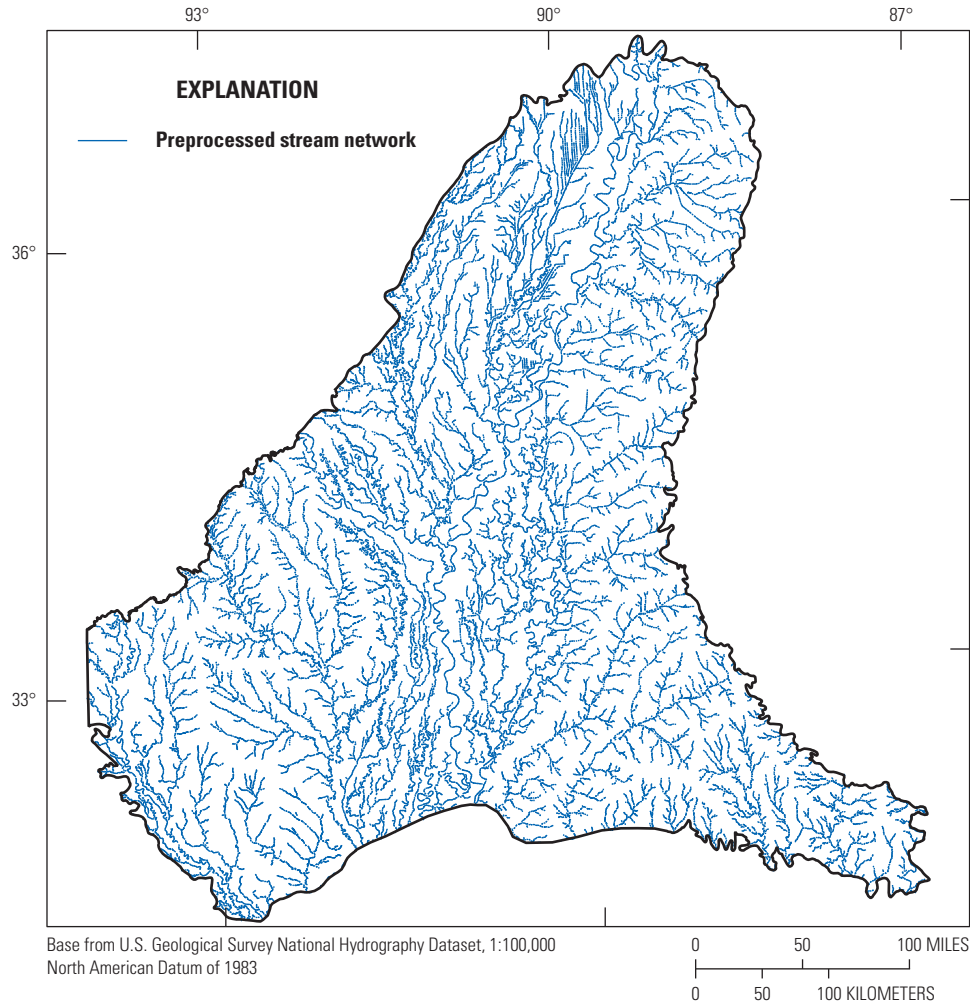 93°
90°
87°
EXPLANATION
Preprocessed stream network
36°
33°
Base from U.S. Geological Survey National Hydrography Dataset, 1:100,000
North American Datum of 1983
0 50 100 MILES
0 50 100 KILOMETERS